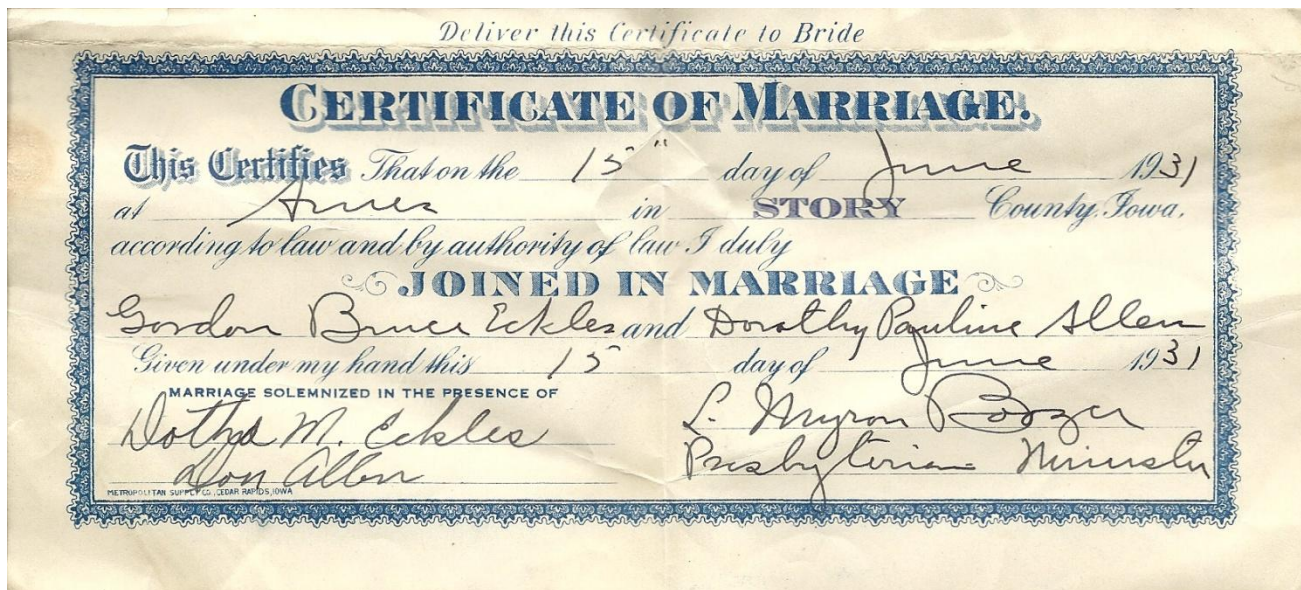 Deliver this Certificate to Bride
CERTIFICATE OF MARRIAGE.
This Certifies That on the 15" day of June 1931
at Ames in STORY County, Iowa,
according to law and by authority of law I duly
JOINED IN MARRIAGE
Gordon Bruce Eckles and Dorothy Pauline Allen
Given under my hand this 15 day of June 1931
MARRIAGE SOLEMNIZED IN THE PRESENCE OF
L. Myron Boozer
M. Eckles
Presbyterian Minister
Don Allen
METROPOLITAN SUPPLY CO., CEDAR RAPIDS, IOWA